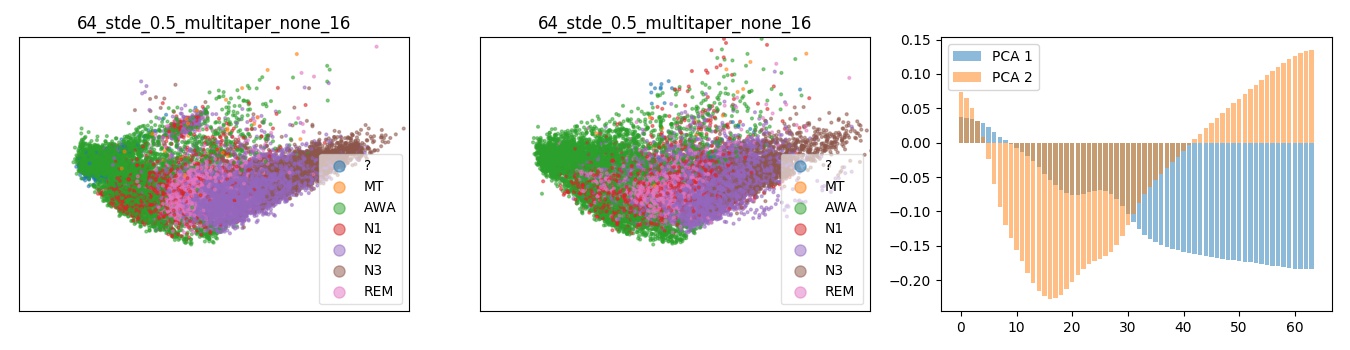 64_stde_0.5_multitaper_none_16
?
MT
AWA
N1
N2
N3
REM
64_stde_0.5_multitaper_none_16
?
MT
AWA
N1
N2
N3
REM
0.15
0.10
0.05
0.00
−0.05
−0.10
−0.15
−0.20
PCA 1
PCA 2
0 10 20 30 40 50 60